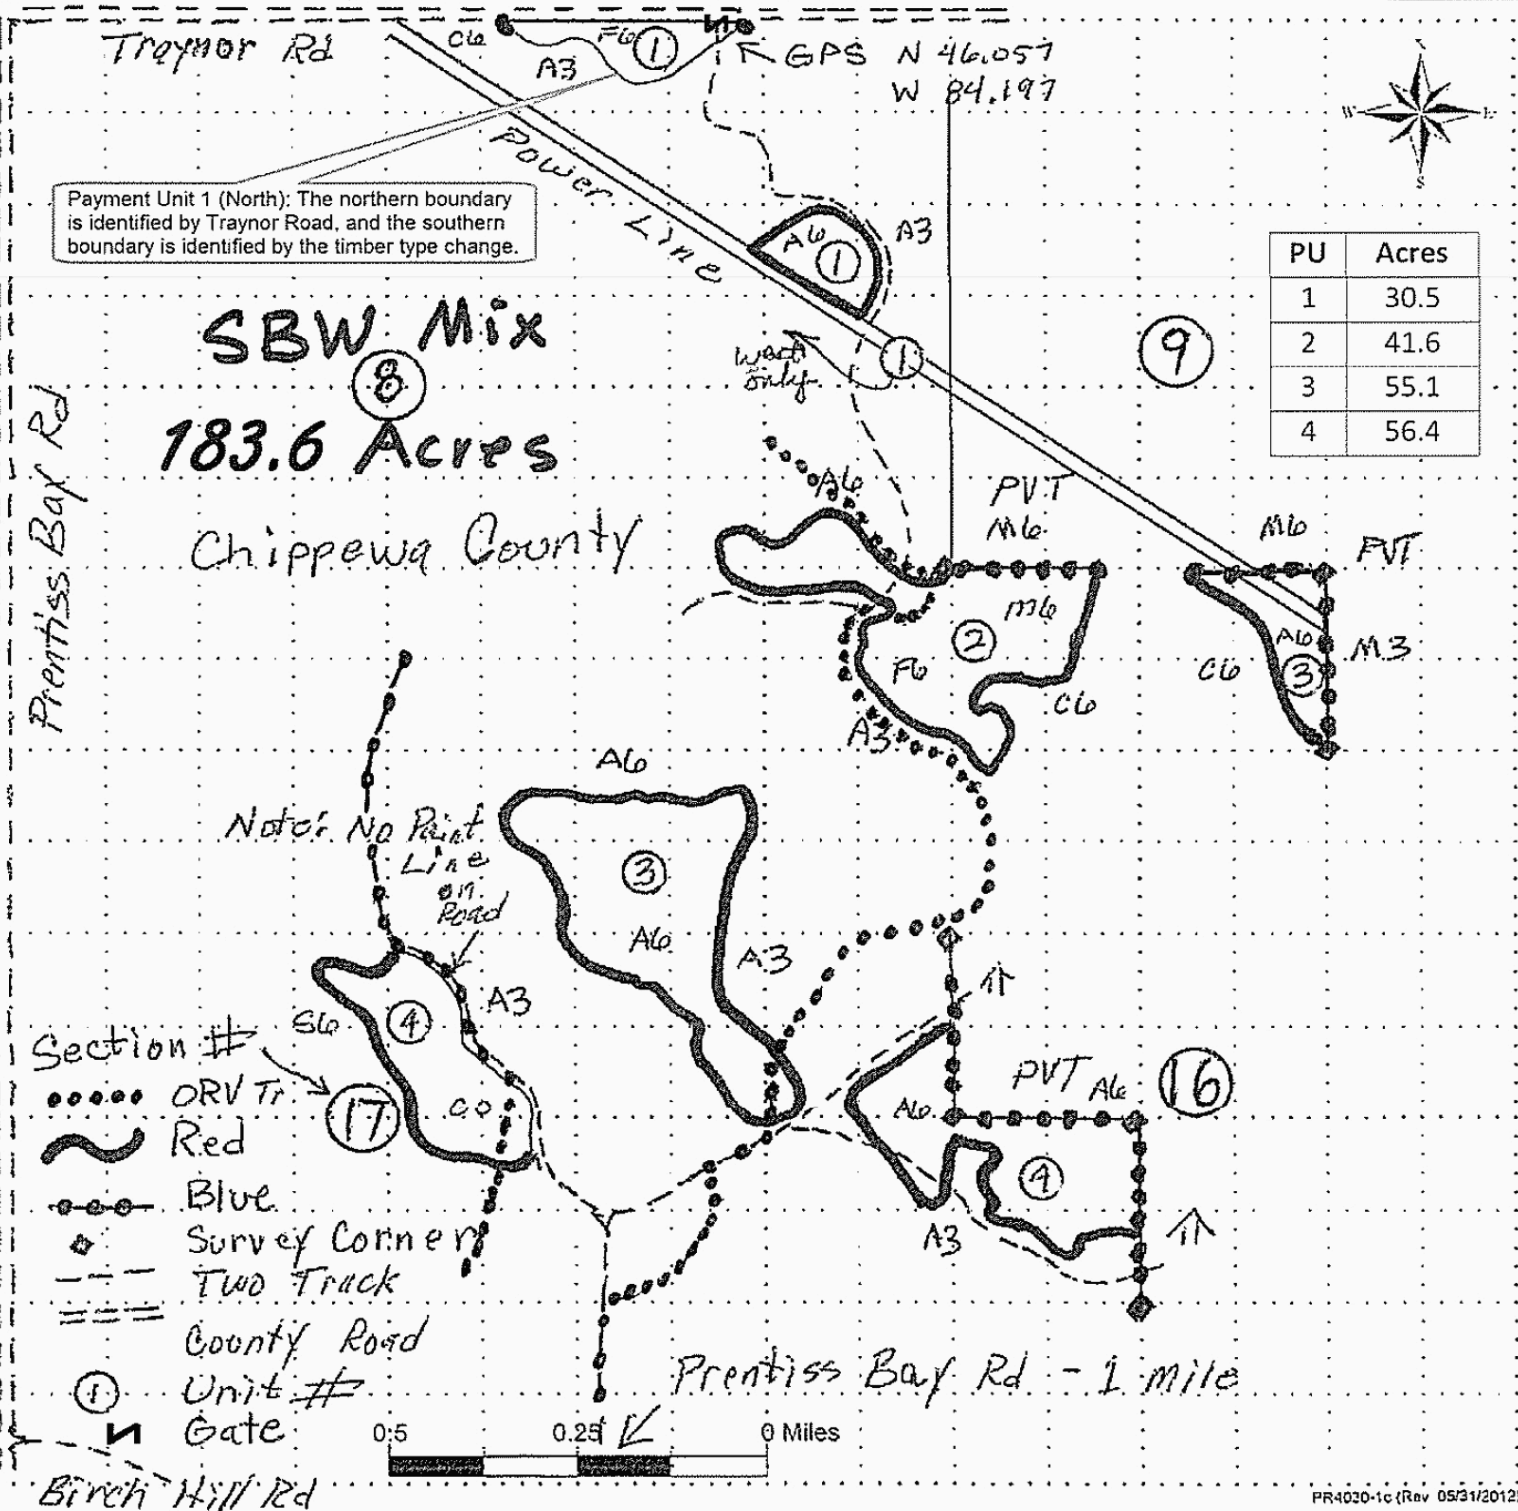 Traynor Rd
C6
F6
1
A3
GPS N 46.057
W 84.197
N
W
E
S
Power Line
Payment Unit 1 (North): The northern boundary
is identified by Traynor Road, and the southern
boundary is identified by the timber type change.
A6
1
A3
PU Acres
1 30.5
2 41.6
3 55.1
4 56.4
SBW Mix
8
183.6 Acres
Chippewa County
West
only
1
9
Prentiss Bay Rd
A6
PVT
M6
M6
PVT
M6
2
F6
C6
A3
A6
3
M3
C6
A6
3
A6
A3
Note: No Paint
Line
on
Road
S6
4
A3
CO
Section #
17
ORV Tr
Red
Blue
Survey Corner
Two Track
County Road
1 Unit #
Gate
PVT
A6
16
A6
4
A3
Prentiss Bay Rd - 1 mile
0.5 0.25 0 Miles
Birch Hill Rd
PR4030-1c (Rev 05/31/2012)